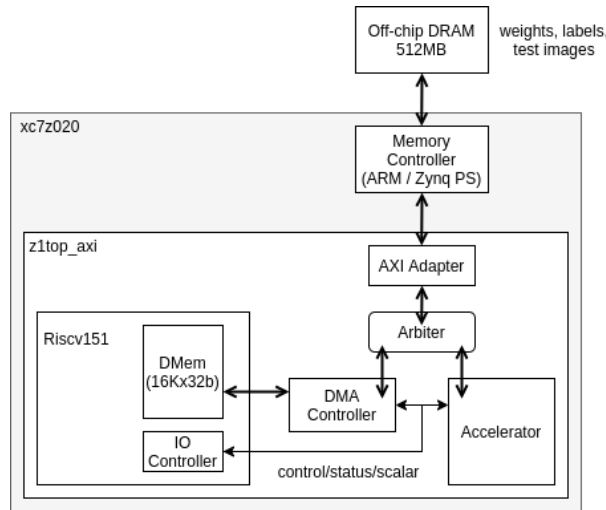 Off-chip DRAM
512MB
weights, labels,
test images
xc7z020
Memory
Controller
(ARM / Zynq PS)
z1top_axi
AXI Adapter
Arbiter
Riscv151
DMem
(16Kx32b)
DMA
Controller
Accelerator
IO
Controller
control/status/scalar